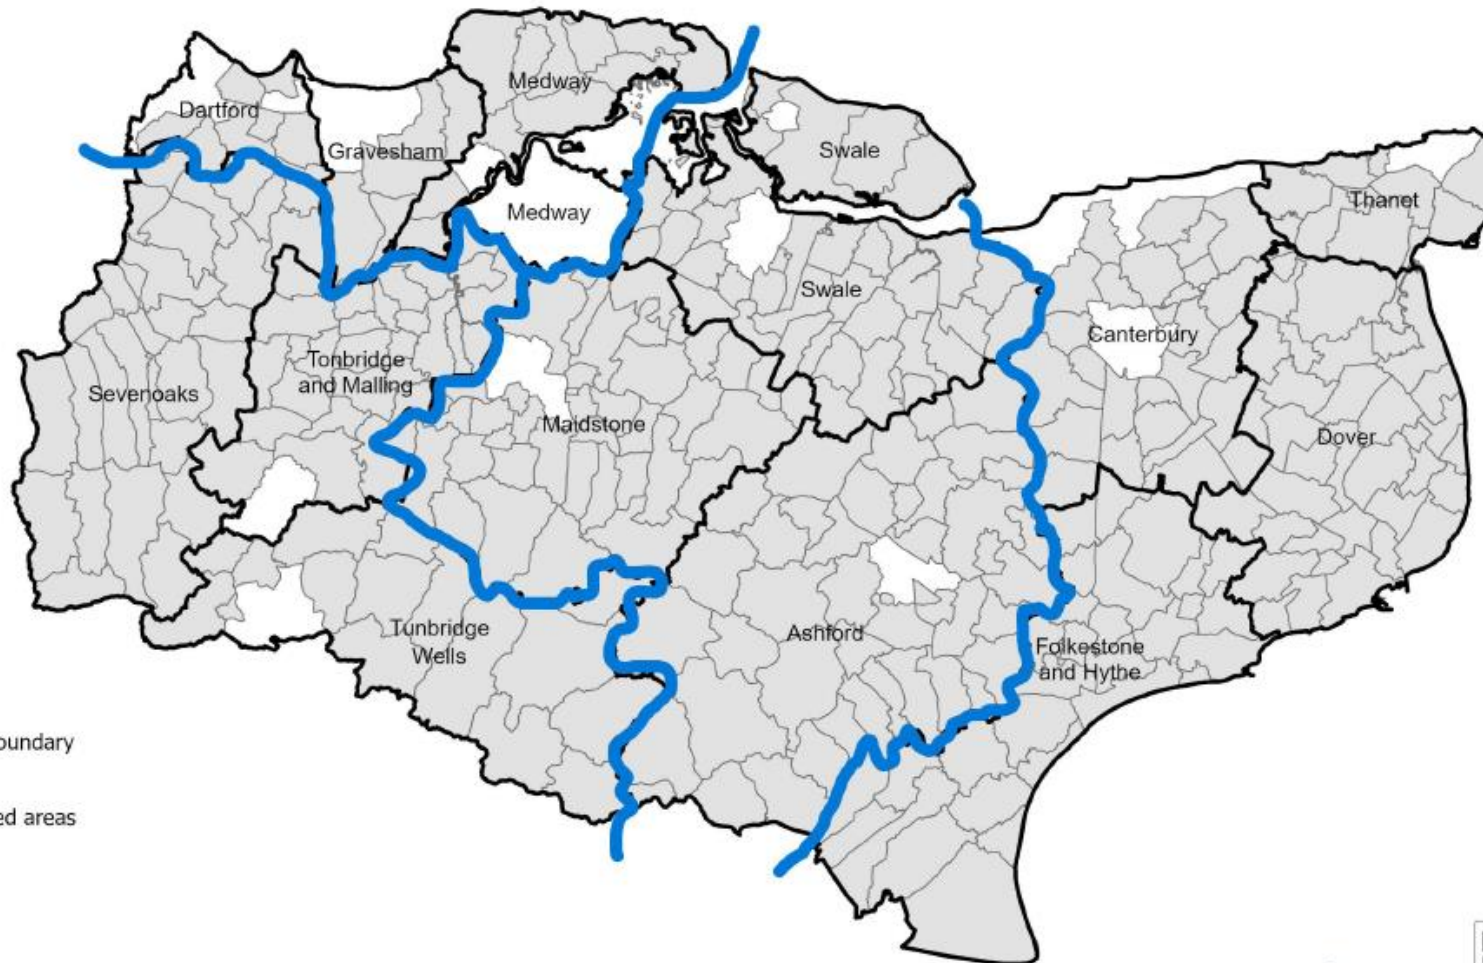 Medway
Dartford
Gravesham
Swale
Thanet
Medway
Swale
Canterbury
Tonbridge
and Malling
Sevenoaks
Maidstone
Dover
Tunbridge
Wells
Ashford
Folkestone
and Hythe
oundary
ed areas